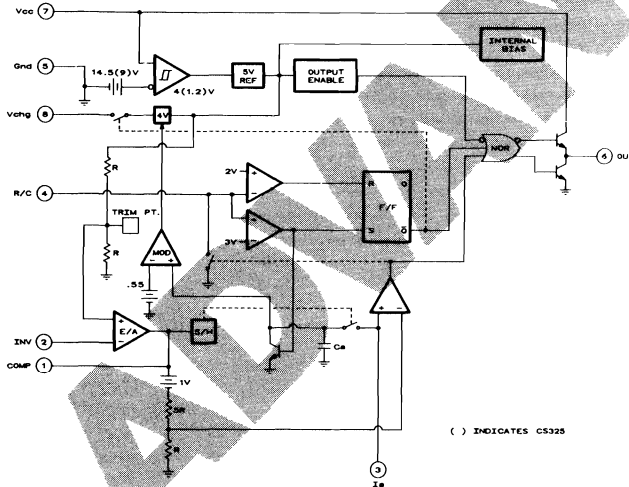 Vcc 7
INTERNAL BIAS
Gnd 5
14.5(9)V
4(1.2)V
5V REF
OUTPUT ENABLE
Vchg 8
4V
NOR
6 OU
R
2V
R Q
F/F
R/C 4
TRIM PT.
3V
S Q
R
MOD
.55
E/A
S/H
INV 2
Ca
COMP 1
1V
5R
R
( ) INDICATES CS325
3
Is
ADVAN